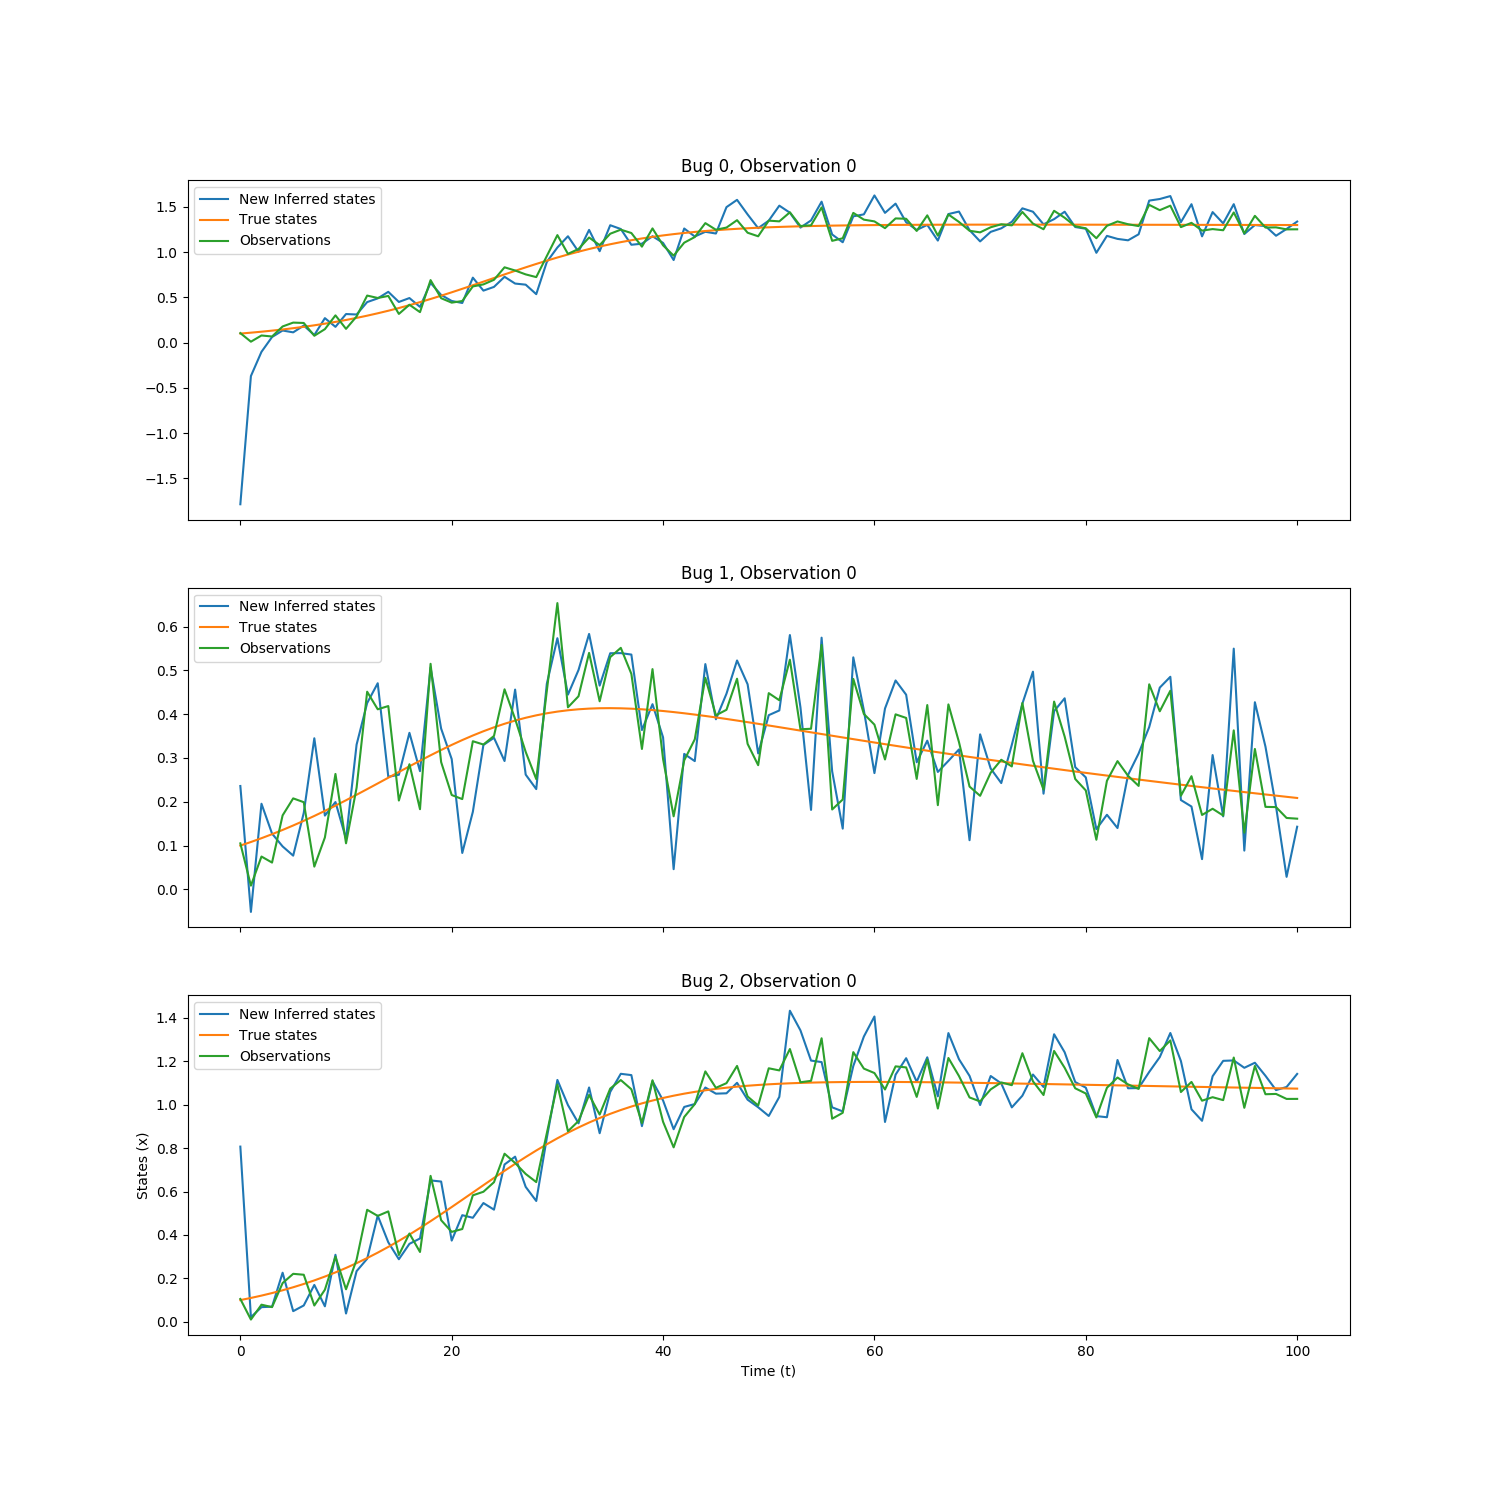 Bug 0, Observation 0
New Inferred states
True states
Observations
1.5
1.0
0.5
0.0
−0.5
−1.0
−1.5
Bug 1, Observation 0
New Inferred states
True states
Observations
0.6
0.5
0.4
0.3
0.2
0.1
0.0
Bug 2, Observation 0
New Inferred states
True states
Observations
1.4
1.2
1.0
0.8
0.6
0.4
0.2
0.0
States (x)
0 20 40 60 80 100
Time (t)